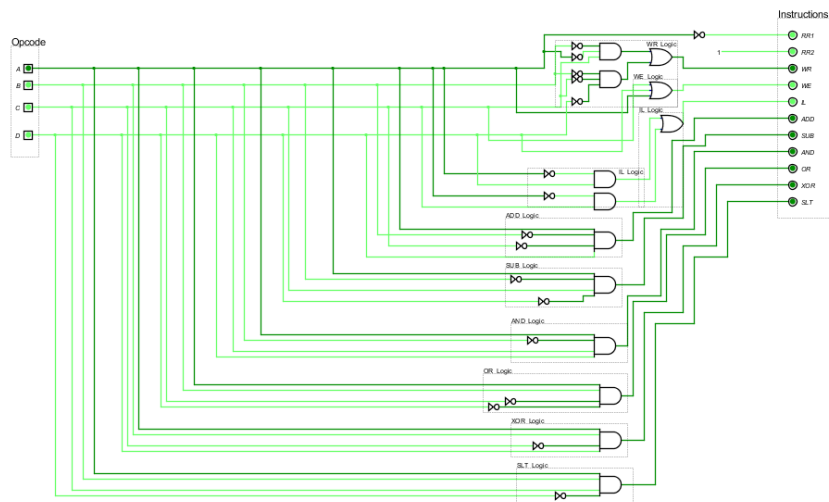 Opcode
Instructions
A
B
C
D
WR Logic
WE Logic
IL Logic
IL Logic
ADD Logic
SUB Logic
AND Logic
OR Logic
XOR Logic
SLT Logic
1
RR1
RR2
WR
WE
IL
ADD
SUB
AND
OR
XOR
SLT